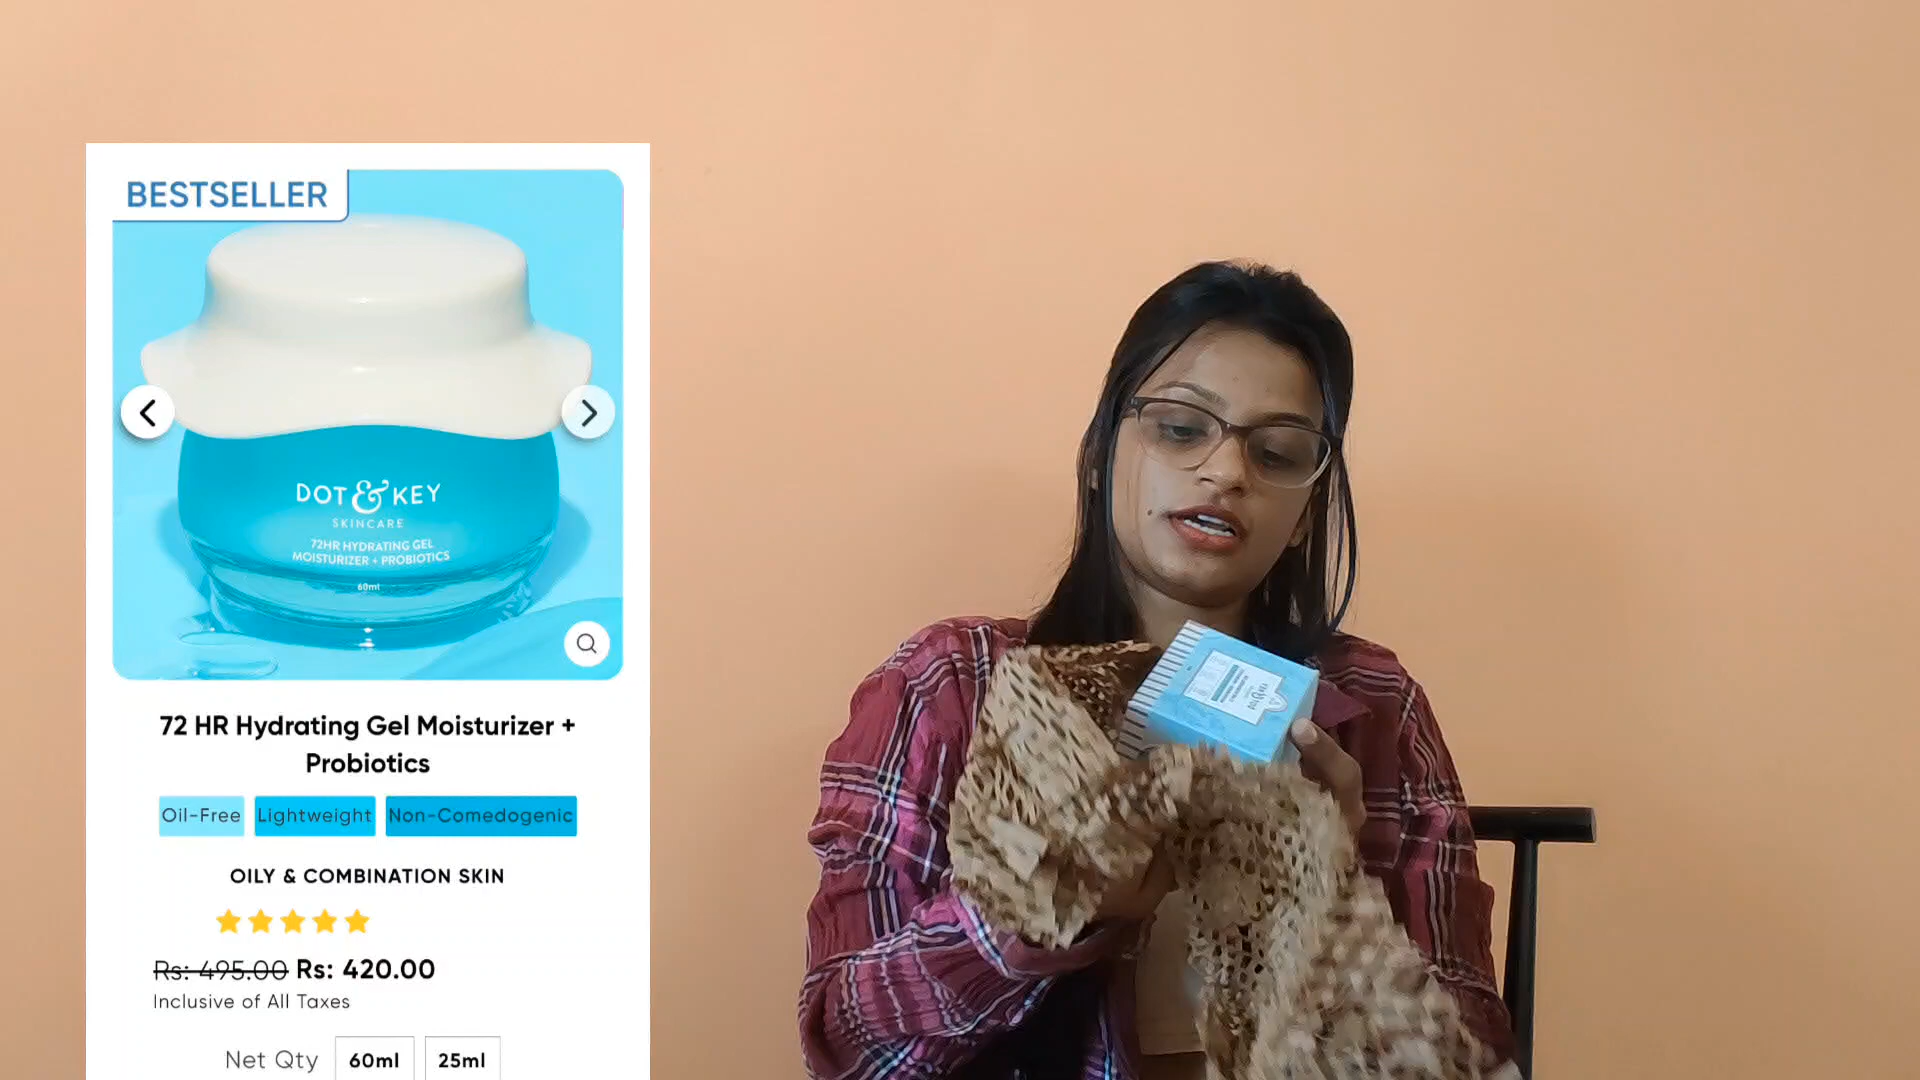 BESTSELLER
DOT & KEY
SKINCARE
72HR HYDRATING GEL
MOISTURIZER + PROBIOTICS
60ml
72 HR Hydrating Gel Moisturizer +
Probiotics
Oil-Free Lightweight Non-Comedogenic
OILY & COMBINATION SKIN
Rs: 495.00 Rs: 420.00
Inclusive of All Taxes
Net Qty 60ml 25ml